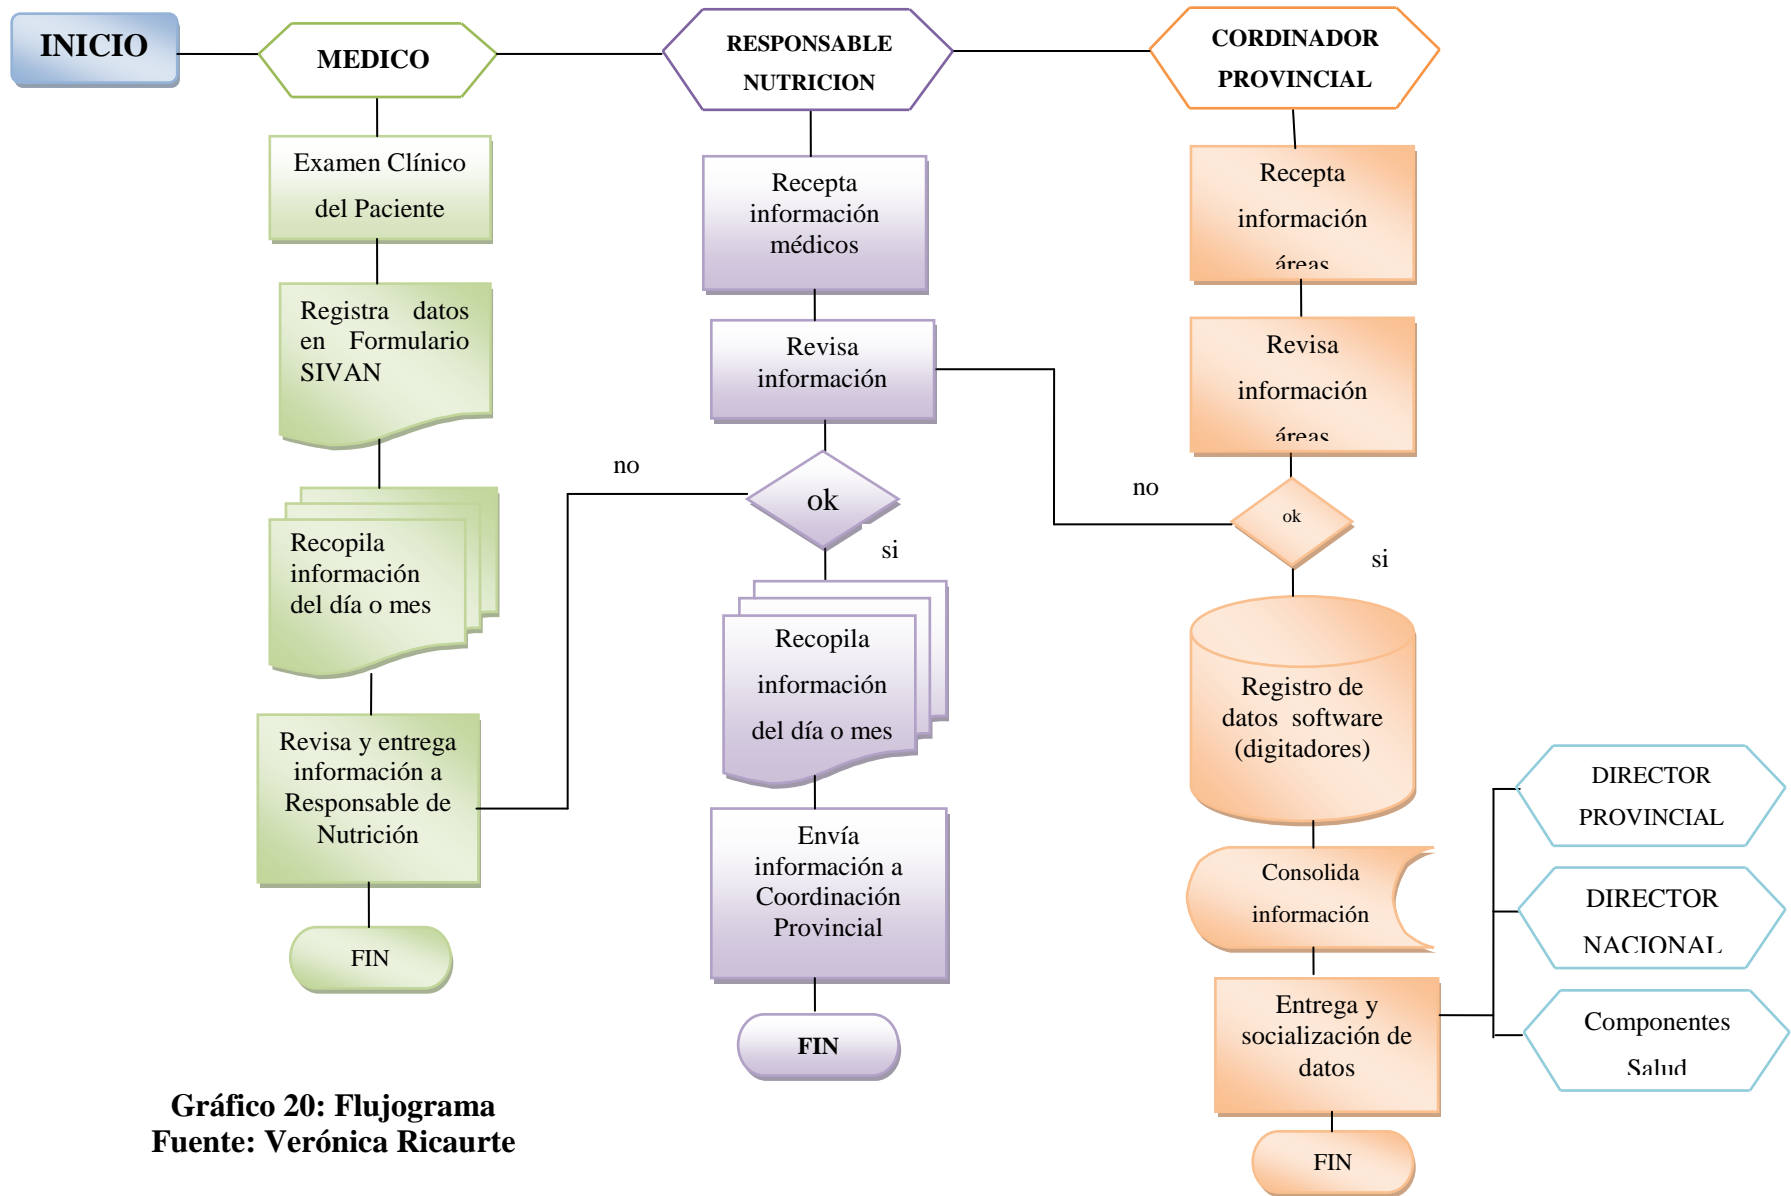 INICIO
MEDICO
RESPONSABLE
NUTRICION
CORDINADOR
PROVINCIAL
Examen Clínico
del Paciente
Registra datos
en Formulario
SIVAN
Recopila
información
del día o mes
Revisa y entrega
información a
Responsable de
Nutrición
FIN
Recepta
información
médicos
Revisa
información
no
ok
si
Recopila
información
del día o mes
Envía
información a
Coordinación
Provincial
FIN
Recepta
información
áreas
Revisa
información
áreas
no
ok
si
Registro de
datos software
(digitadores)
Consolida
información
Entrega y
socialización de
datos
FIN
DIRECTOR
PROVINCIAL
DIRECTOR
NACIONAL
Componentes
Salud
Gráfico 20: Flujograma
Fuente: Verónica Ricaurte